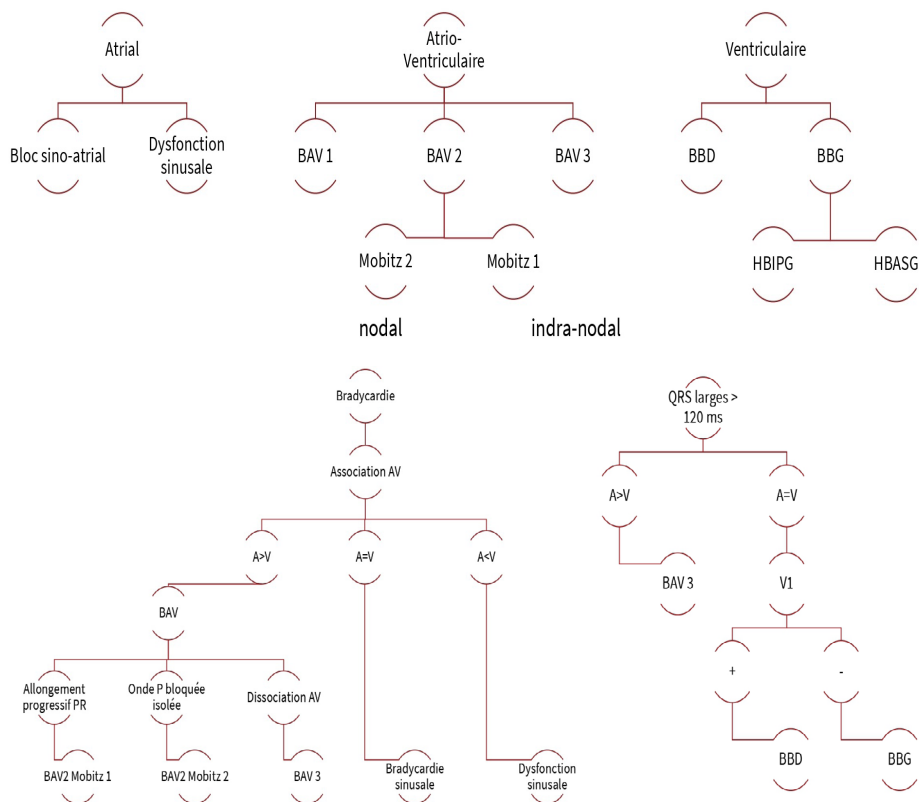 Atrial
Atrio-
Ventriculaire
Ventriculaire
Bloc sino-atrial
Dysfonction
sinusale
BAV 1
BAV 2
BAV 3
BBD
BBG
Mobitz 2
Mobitz 1
HBIPG
HBASG
nodal
indra-nodal
Bradycardie
Association AV
A>V
A=V
A<V
BAV
Allongement
progressif PR
Onde P bloquée
isolée
Dissociation AV
BAV2 Mobitz 1
BAV2 Mobitz 2
BAV 3
Bradycardie
sinusale
Dysfonction
sinusale
QRS larges >
120 ms
A>V
A=V
BAV 3
V1
+
-
BBD
BBG